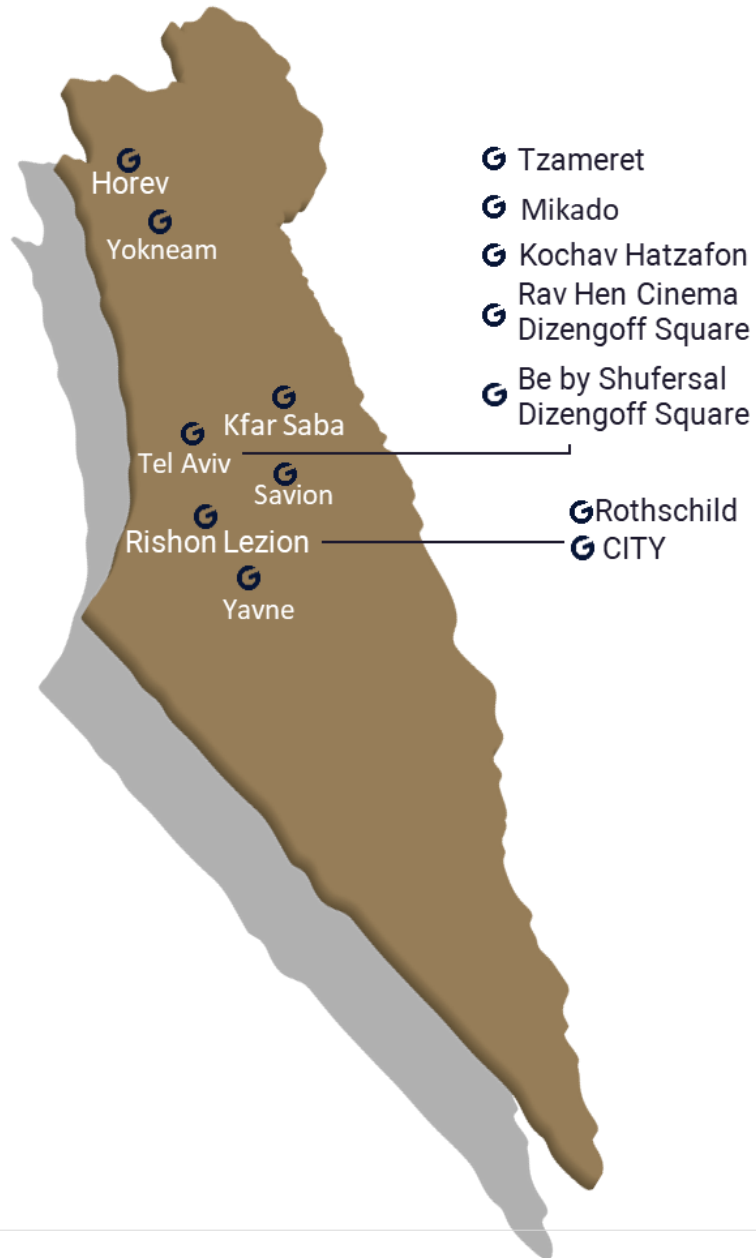 Horev
Yokneam
Kfar Saba
Tel Aviv
Savion
Rishon Lezion
Yavne
Tzameret
Mikado
Kochav Hatzafon
Rav Hen Cinema
Dizengoff Square
Be by Shufersal
Dizengoff Square
Rothschild
CITY